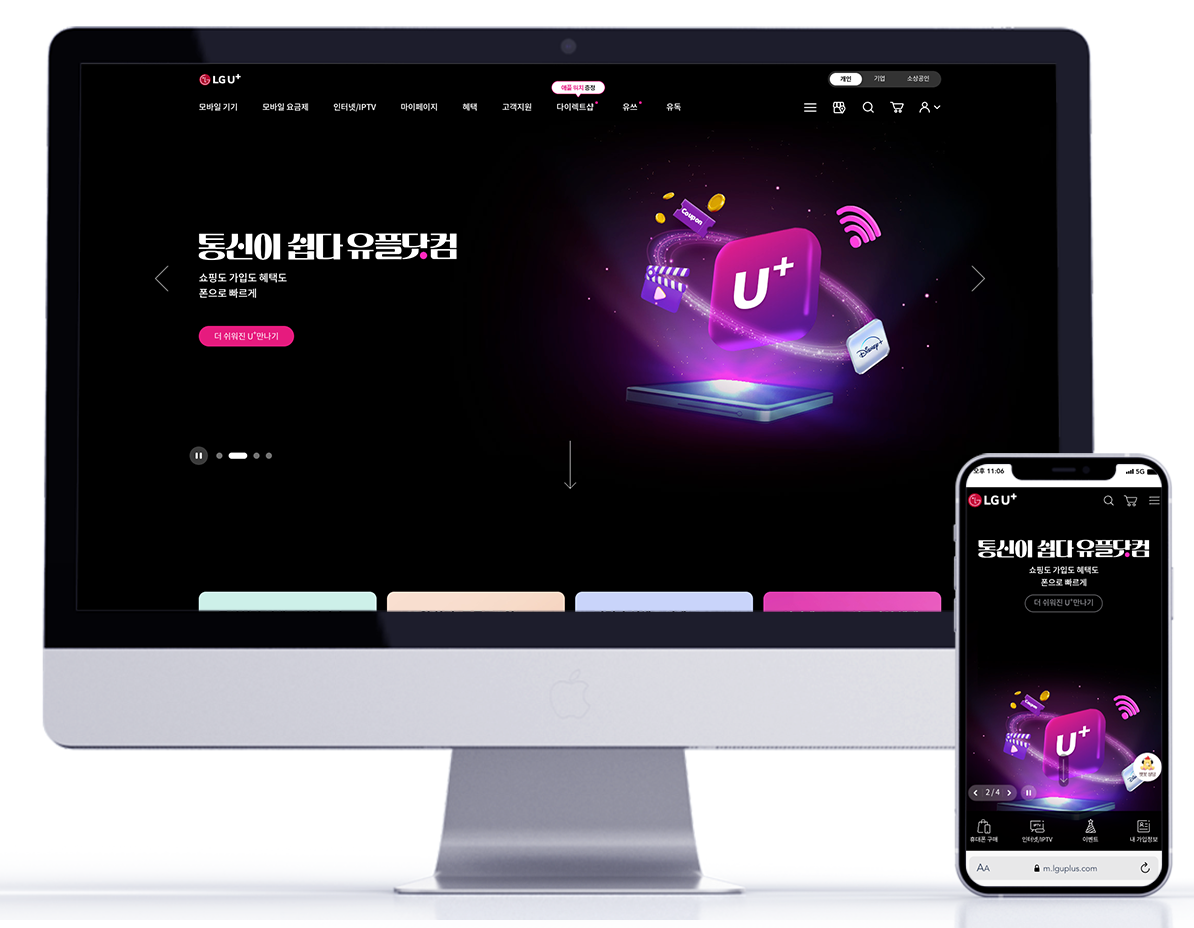 LG U+
개인 기업 소상공인
애플 워치 증정
모바일 기기 모바일 요금제 인터넷/IPTV 마이페이지 혜택 고객지원 다이렉트샵 유쓰 유독
통신이 쉽다 유플닷컴
쇼핑도 가입도 혜택도
폰으로 빠르게
더 쉬워진 U+만나기
Coupon
U+
Disney+
오후 11:06 5G
LG U+
통신이 쉽다 유플닷컴
쇼핑도 가입도 혜택도
폰으로 빠르게
더 쉬워진 U+만나기
Coupon
U+
챗봇 상담
2/4
휴대폰 구매 인터넷/IPTV 이벤트 내 가입정보
AA m.lguplus.com